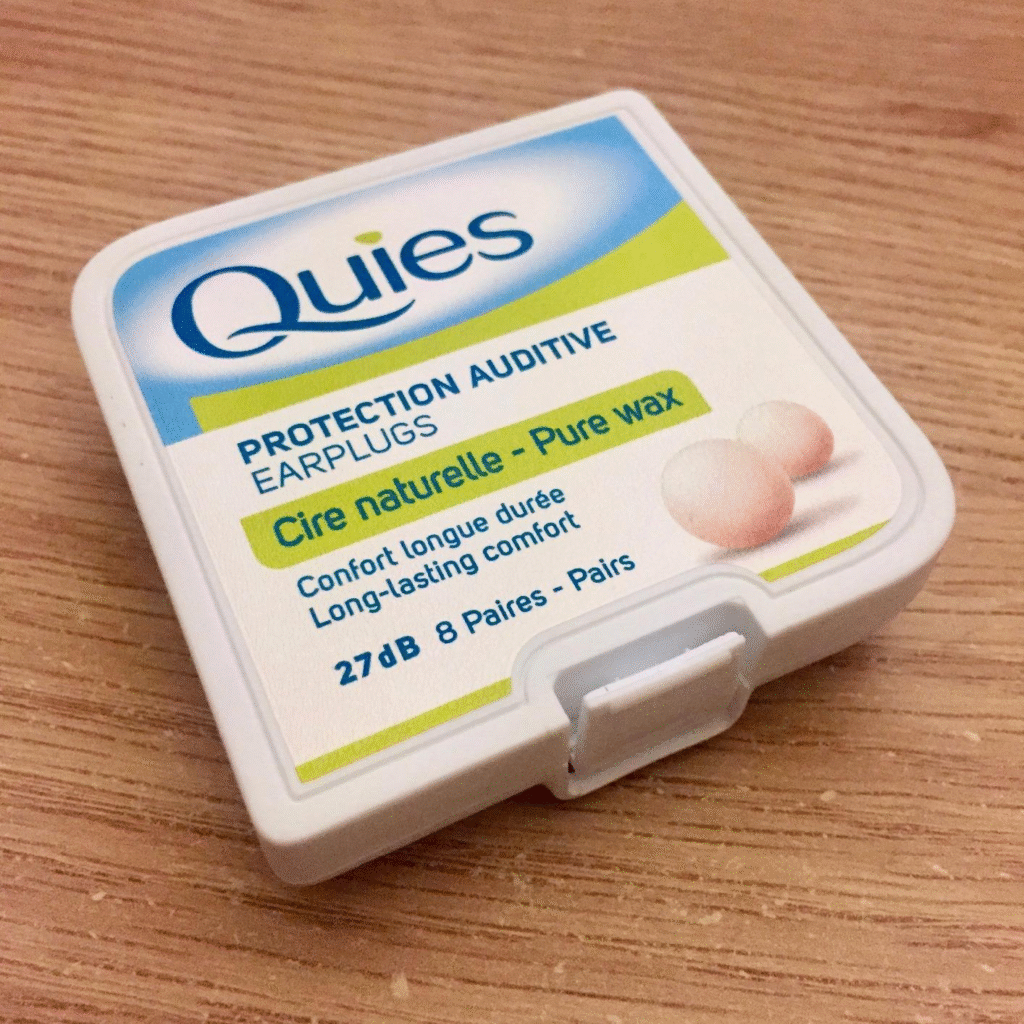 Quies
PROTECTION AUDITIVE
EARPLUGS
Cire naturelle - Pure wax
Confort longue durée
Long-lasting comfort
27dB 8 Paires - Pairs